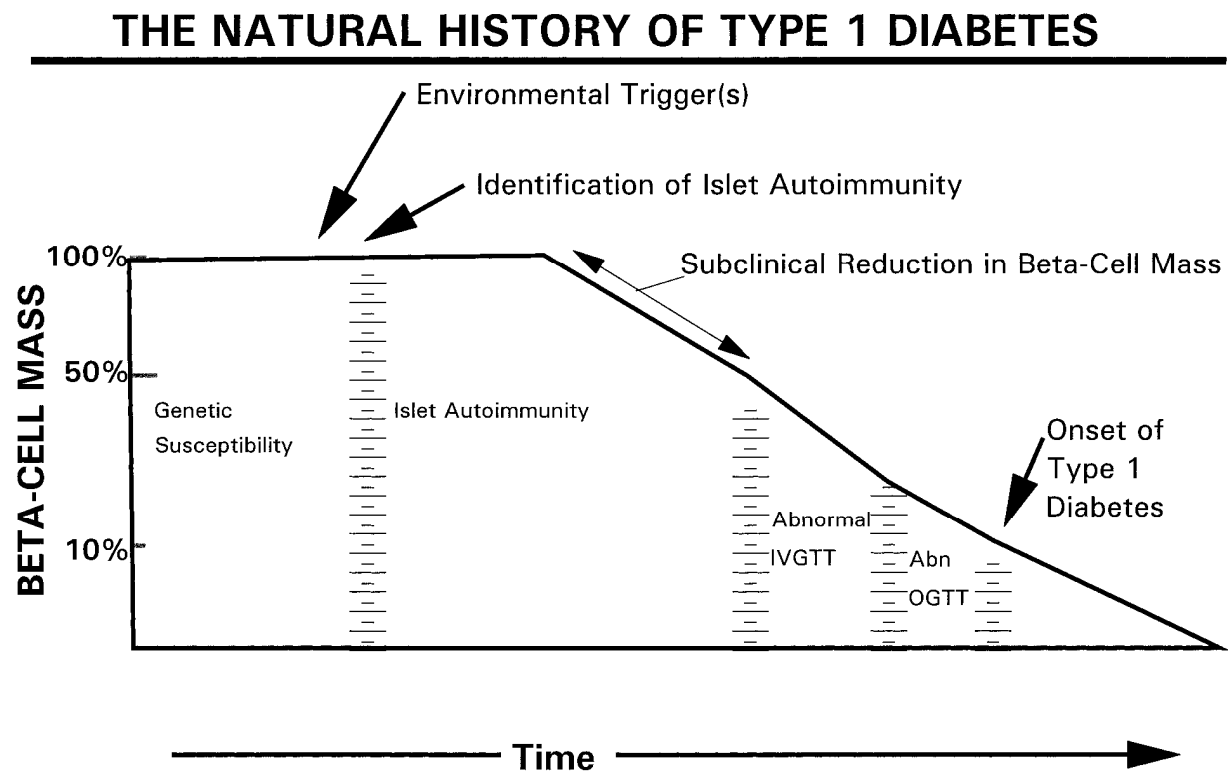 THE NATURAL HISTORY OF TYPE 1 DIABETES
Environmental Trigger(s)
Identification of Islet Autoimmunity
100%
Subclinical Reduction in Beta-Cell Mass
BETA-CELL MASS
50%
Genetic
Susceptibility
Islet Autoimmunity
Onset of
Type 1
Diabetes
Abnormal
IVGTT
10%
Abn
OGTT
Time